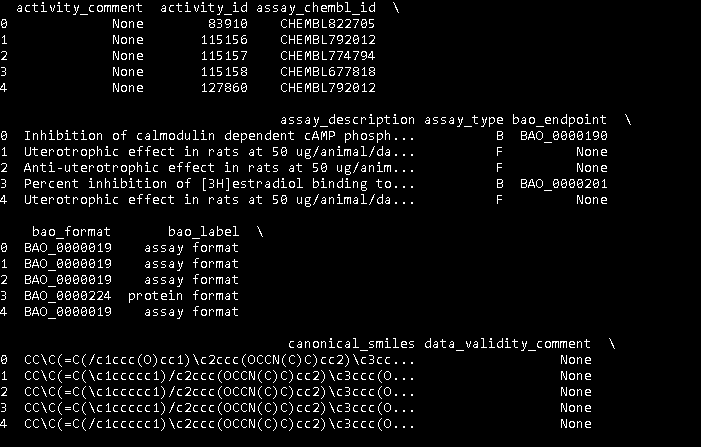 activity_comment activity_id assay_chembl_id \
0 None 83910 CHEMBL822705
1 None 115156 CHEMBL792012
2 None 115157 CHEMBL774794
3 None 115158 CHEMBL677818
4 None 127860 CHEMBL792012
assay_description assay_type bao_endpoint \
0 Inhibition of calmodulin dependent cAMP phosph... B BAO_0000190
1 Uterotrophic effect in rats at 50 ug/animal/da... F None
2 Anti-uterotrophic effect in rats at 50 ug/anim... F None
3 Percent inhibition of [3H]estradiol binding to... B BAO_0000201
4 Uterotrophic effect in rats at 50 ug/animal/da... F None
bao_format bao_label \
0 BAO_0000019 assay format
1 BAO_0000019 assay format
2 BAO_0000019 assay format
3 BAO_0000224 protein format
4 BAO_0000019 assay format
canonical_smiles data_validity_comment \
0 CC\C(=C(/c1ccc(O)cc1)\c2ccc(OCCN(C)C)cc2)\c3cc... None
1 CC\C(=C(\c1ccccc1)/c2ccc(OCCN(C)C)cc2)\c3ccc(O... None
2 CC\C(=C(\c1ccccc1)/c2ccc(OCCN(C)C)cc2)\c3ccc(O... None
3 CC\C(=C(\c1ccccc1)/c2ccc(OCCN(C)C)cc2)\c3ccc(O... None
4 CC\C(=C(\c1ccccc1)/c2ccc(OCCN(C)C)cc2)\c3ccc(O... None